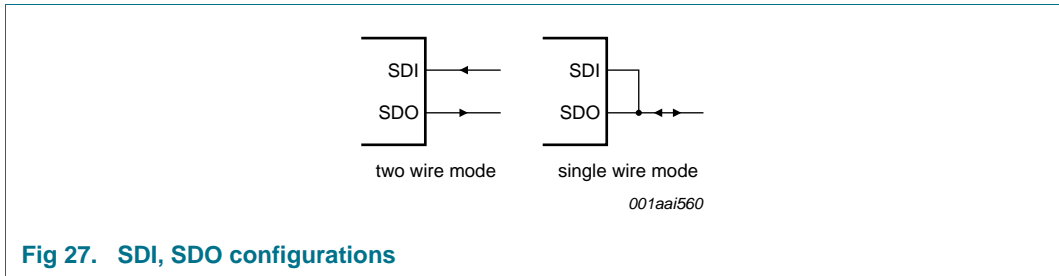 SDI
SDO
two wire mode
SDI
SDO
single wire mode
001aai560
Fig 27. SDI, SDO configurations